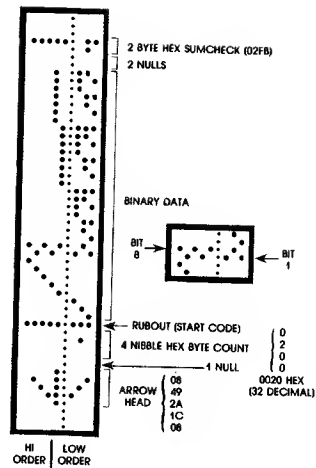 2 BYTE HEX SUMCHECK (02FB)
2 NULLS
BINARY DATA
BIT
8
BIT
1
RUBOUT (START CODE)
4 NIBBLE HEX BYTE COUNT
0
2
0
0
0020 HEX
(32 DECIMAL)
1 NULL
ARROW
HEAD
08
49
2A
1C
08
HI
ORDER
LOW
ORDER